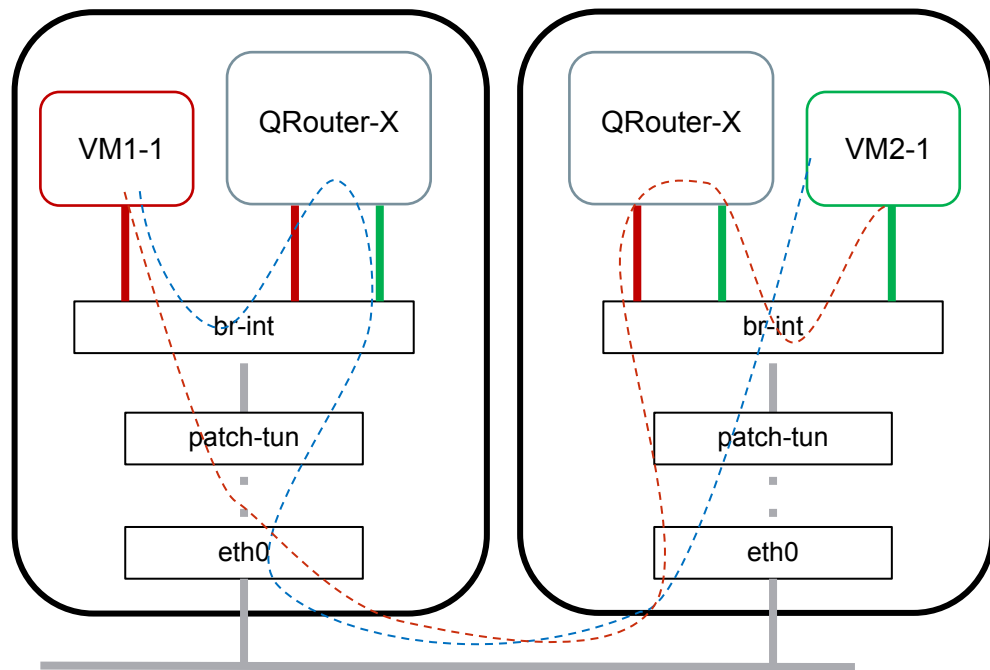 VM1-1
QRouter-X
br-int
patch-tun
eth0
QRouter-X
VM2-1
br-int
patch-tun
eth0